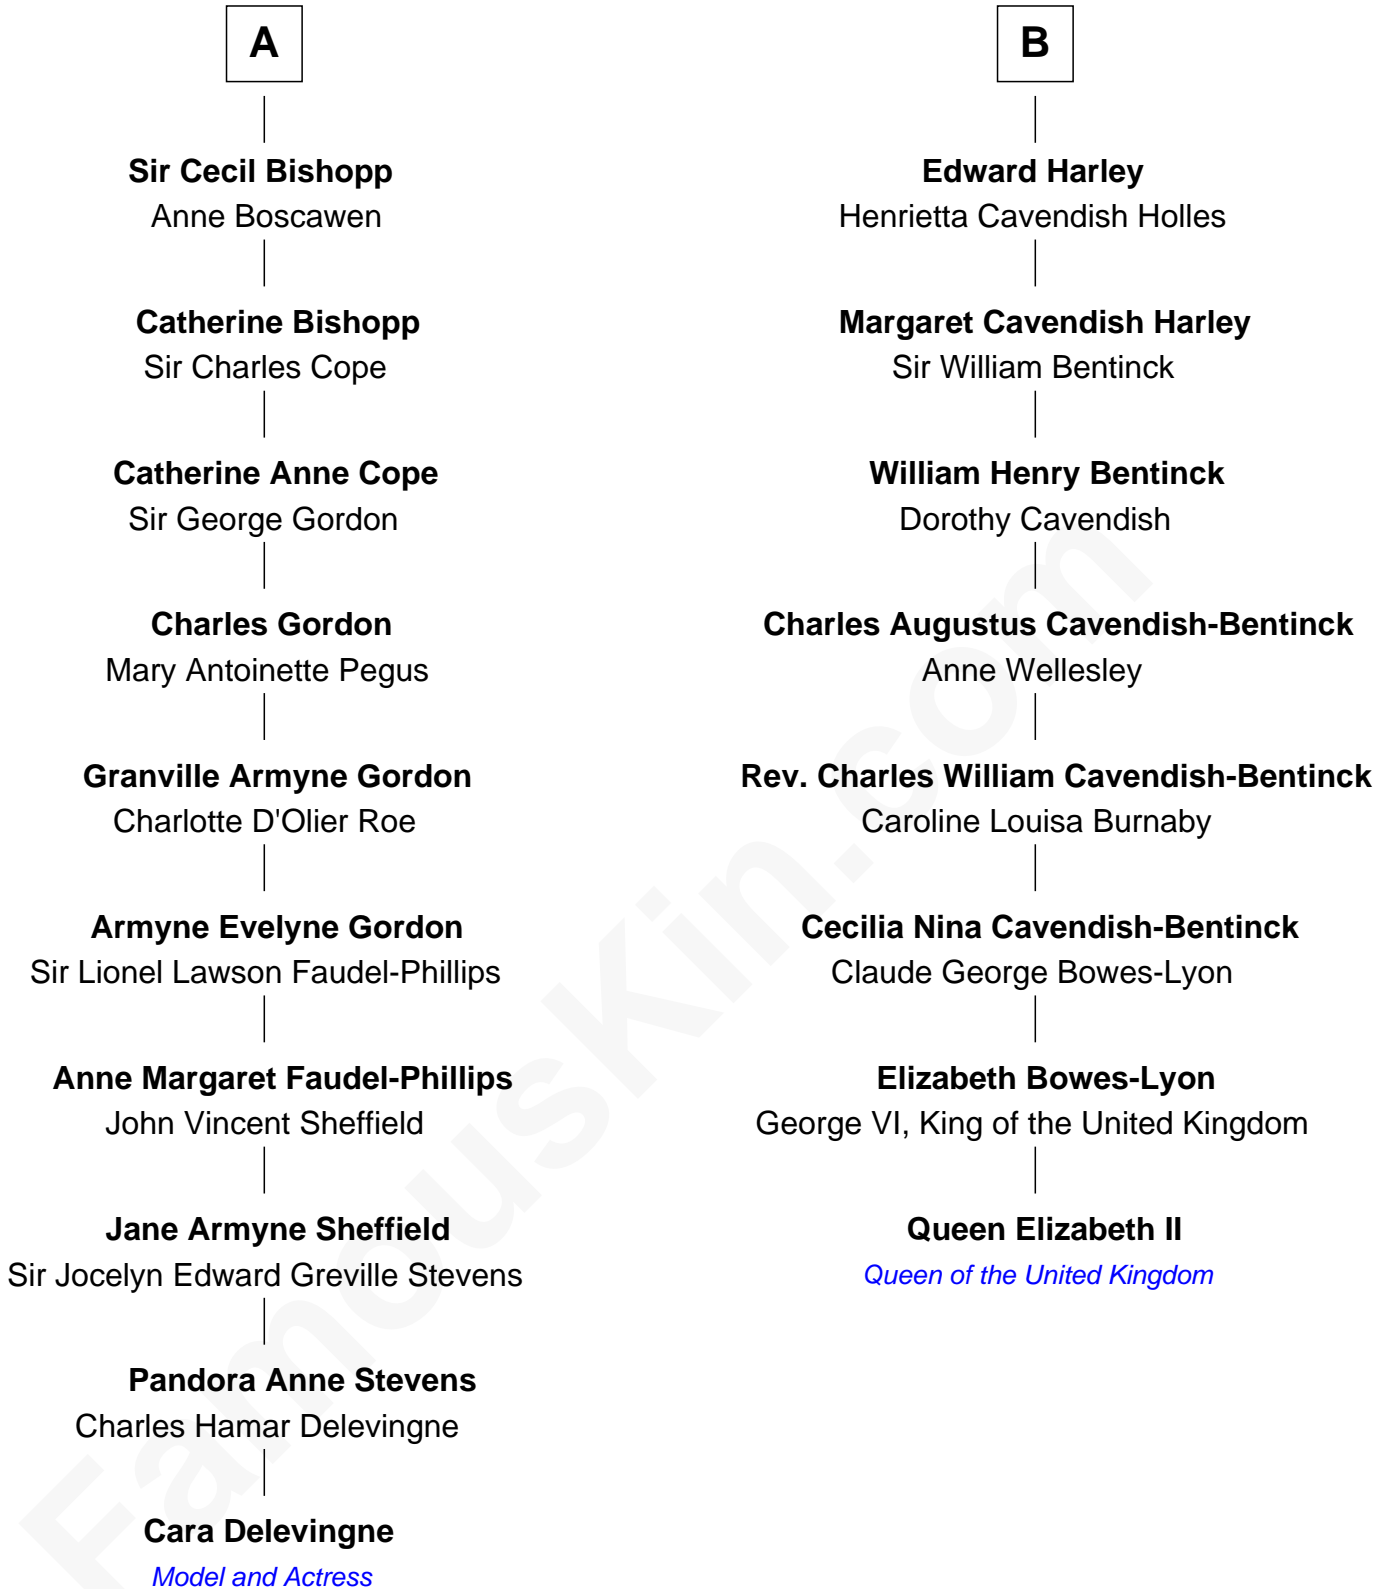 A
Sir Cecil Bishopp
Anne Boscawen
Catherine Bishopp
Sir Charles Cope
Catherine Anne Cope
Sir George Gordon
Charles Gordon
Mary Antoinette Pegus
Granville Armyne Gordon
Charlotte D'Olier Roe
Armyne Evelyne Gordon
Sir Lionel Lawson Faudel-Phillips
Anne Margaret Faudel-Phillips
John Vincent Sheffield
Jane Armyne Sheffield
Sir Jocelyn Edward Greville Stevens
Pandora Anne Stevens
Charles Hamar Delevingne
Cara Delevingne
Model and Actress
B
Edward Harley
Henrietta Cavendish Holles
Margaret Cavendish Harley
Sir William Bentinck
William Henry Bentinck
Dorothy Cavendish
Charles Augustus Cavendish-Bentinck
Anne Wellesley
Rev. Charles William Cavendish-Bentinck
Caroline Louisa Burnaby
Cecilia Nina Cavendish-Bentinck
Claude George Bowes-Lyon
Elizabeth Bowes-Lyon
George VI, King of the United Kingdom
Queen Elizabeth II
Queen of the United Kingdom
FamousKin.com